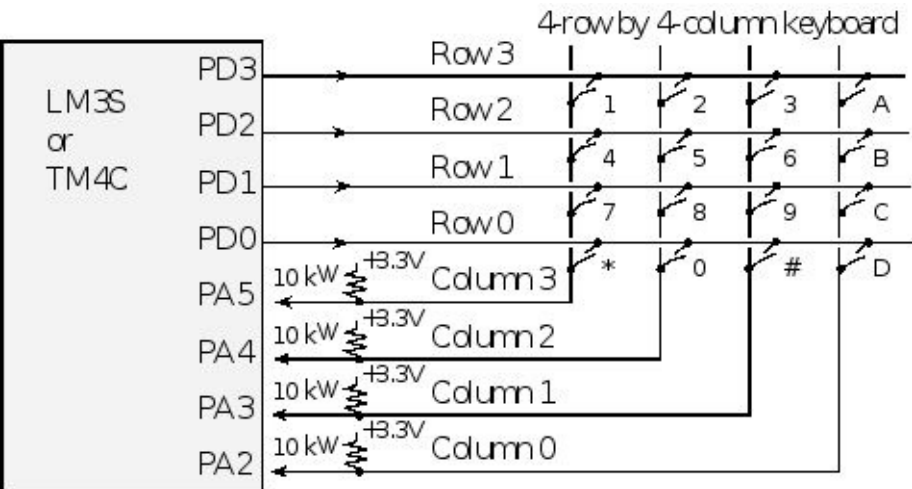 4-row by 4-column keyboard
LM3S
or
TM4C
PD3 Row 3
1 2 3 A
PD2 Row 2
4 5 6 B
PD1 Row 1
7 8 9 C
PD0 Row 0
* 0 # D
PA5 10 kW +3.3V Column 3
PA4 10 kW +3.3V Column 2
PA3 10 kW +3.3V Column 1
PA2 10 kW +3.3V Column 0